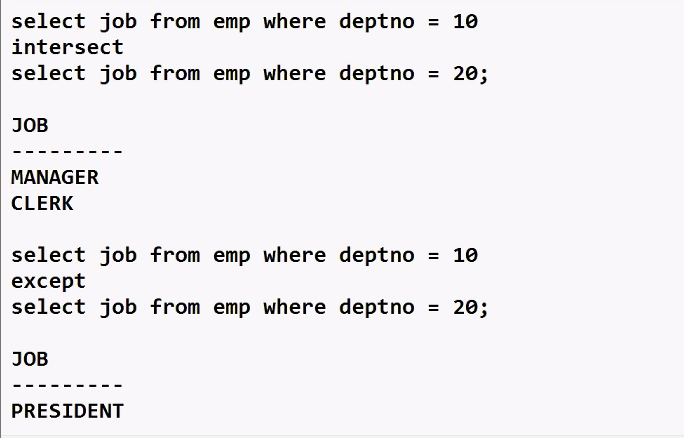 select job from emp where deptno = 10
intersect
select job from emp where deptno = 20;
JOB
---------
MANAGER
CLERK
select job from emp where deptno = 10
except
select job from emp where deptno = 20;
JOB
---------
PRESIDENT